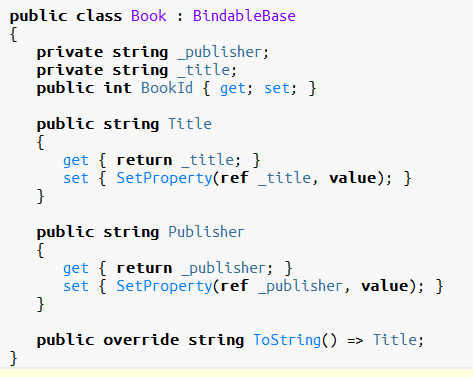 public class Book : BindableBase
{
    private string _publisher;
    private string _title;
    public int BookId { get; set; }

    public string Title
    {
        get { return _title; }
        set { SetProperty(ref _title, value); }
    }

    public string Publisher
    {
        get { return _publisher; }
        set { SetProperty(ref _publisher, value); }
    }

    public override string ToString() => Title;
}